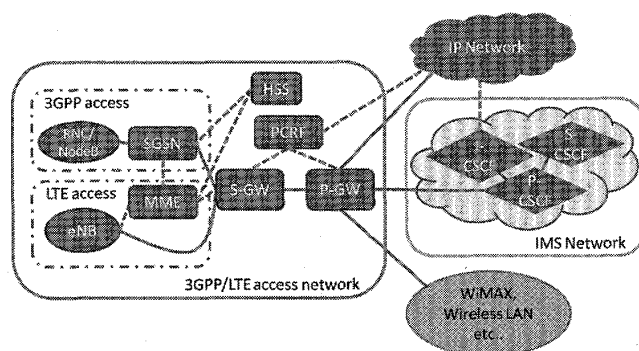 IP Network
3GPP access
HSS
RNC/
NodeB
SGSN
PCRF
S-
CSCF
I-
CSCF
P-
CSCF
LTE access
MME
S-GW
P-GW
eNB
IMS Network
3GPP/LTE access network
WiMAX,
Wireless LAN
etc..